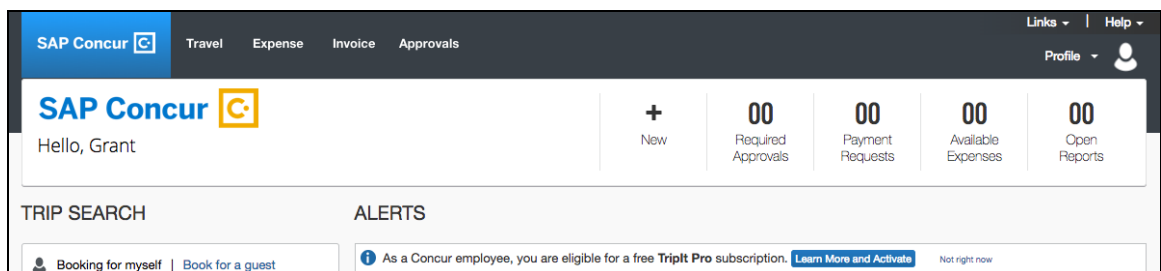 Links | Help
SAP Concur C Travel Expense Invoice Approvals
Profile
SAP Concur C
Hello, Grant
+
New
00
Required
Approvals
00
Payment
Requests
00
Available
Expenses
00
Open
Reports
TRIP SEARCH
ALERTS
Booking for myself | Book for a guest
As a Concur employee, you are eligible for a free TripIt Pro subscription. Learn More and Activate Not right now